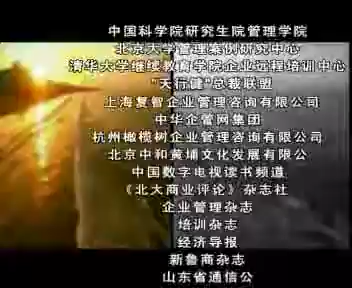 中国科学院研究生院管理学院
北京大学管理案例研究中心
清华大学继续教育学院企业远程培训中心
"天行健"总裁联盟
上海复智企业管理咨询有限公司
中华企管网集团
杭州橄榄树企业管理咨询有限公司
北京中和黄埔文化发展有限公
中国数字电视读书频道
《北大商业评论》杂志社
企业管理杂志
培训杂志
经济导报
新鲁商杂志
山东省通信公